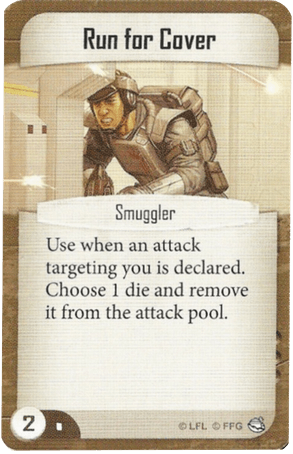 Run for Cover
Smuggler
Use when an attack
targeting you is declared.
Choose 1 die and remove
it from the attack pool.
2
© LFL © FFG